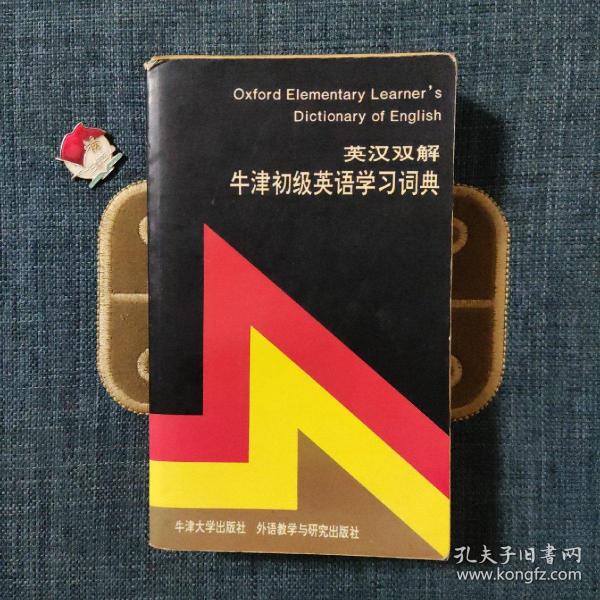 Oxford Elementary Learner's
Dictionary of English
英汉双解
牛津初级英语学习词典
牛津大学出版社 外语教学与研究出版社
孔夫子旧书网
www.kongfz.com